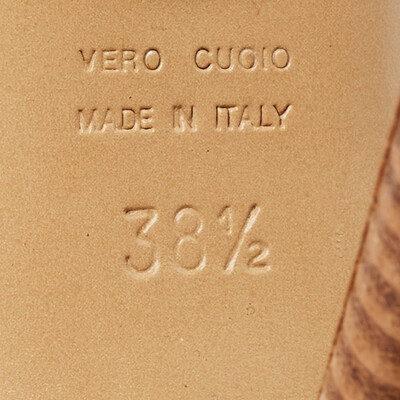 VERO CUOIO
MADE IN ITALY
38½